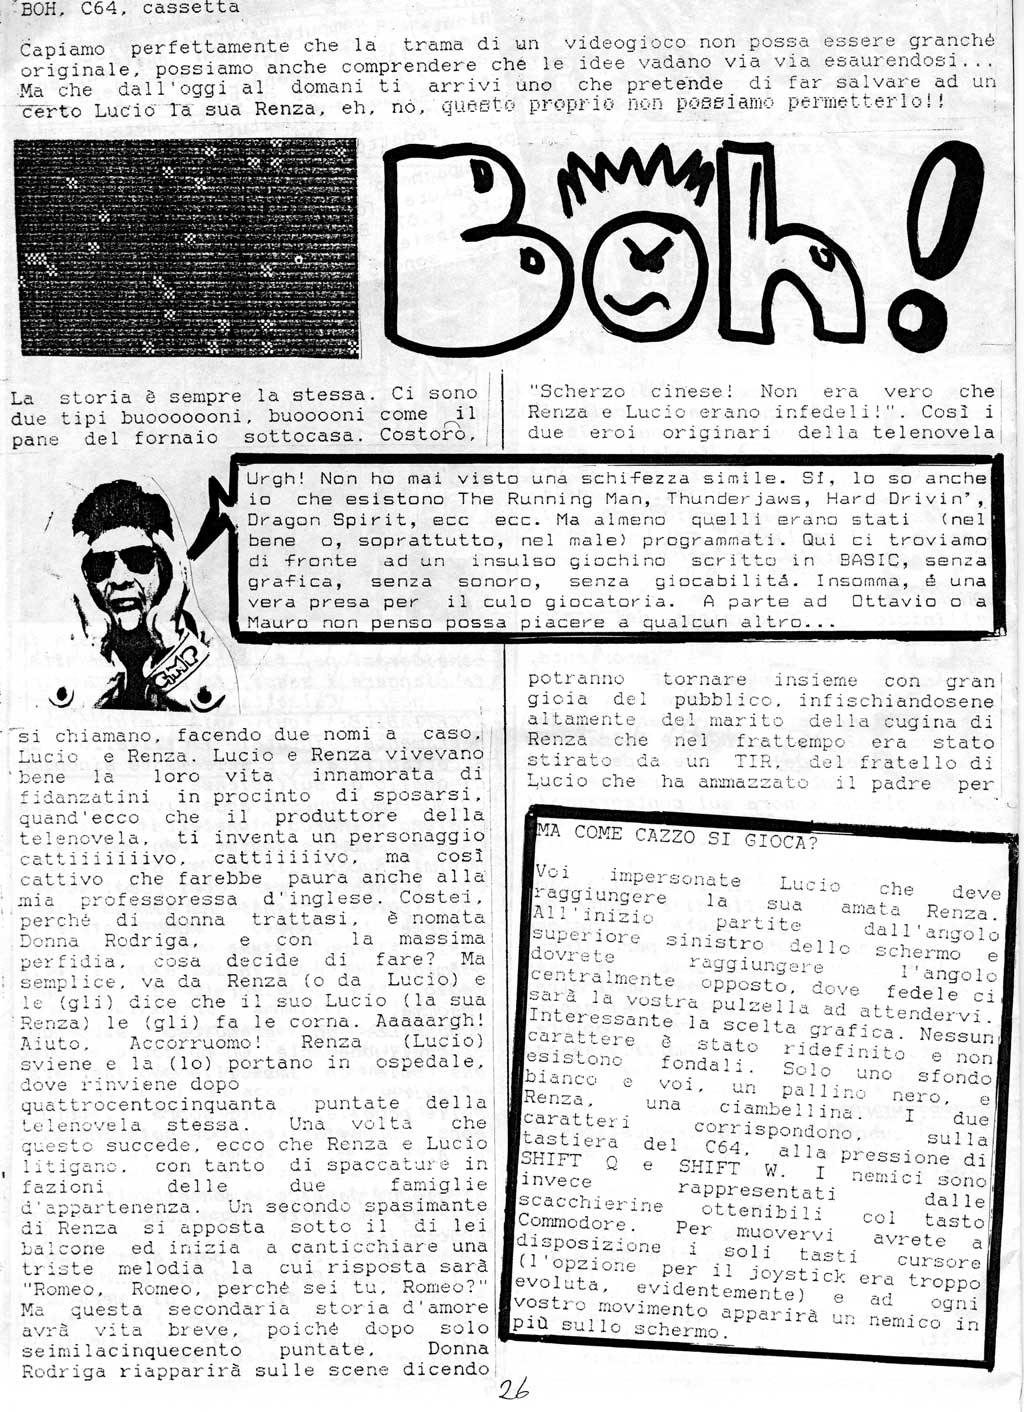 BOH, C64, cassetta
Capiamo perfettamente che la trama di un videogioco non possa essere granché
originale, possiamo anche comprendere che le idee vadano via via esaurendosi...
Ma che dall'oggi al domani ti arrivi uno che pretende di far salvare ad un
certo Lucio la sua Renza, eh, no, questo proprio non possiamo permetterlo!!
Boh!
La storia è sempre la stessa. Ci sono
due tipi buooooooni, buooooni come il
pane del fornaio sottocasa. Costoro,
si chiamano, facendo due nomi a caso,
Lucio e Renza. Lucio e Renza vivevano
bene la loro vita innamorata di
fidanzatini in procinto di sposarsi,
quand'ecco che il produttore della
telenovela, ti inventa un personaggio
cattiiiiiiivo, cattiiiiivo, ma così
cattivo che farebbe paura anche alla
mia professoressa d'inglese. Costei,
perché di donna trattasi, è nomata
Donna Rodriga, e con la massima
perfidia, cosa decide di fare? Ma
semplice, va da Renza (o da Lucio) e
le (gli) dice che il suo Lucio (la sua
Renza) le (gli) fa le corna. Aaaaargh!
Aiuto, Accorruomo! Renza (Lucio)
sviene e la (lo) portano in ospedale,
dove rinviene dopo
quattrocentocinquanta puntate della
telenovela stessa. Una volta che
questo succede, ecco che Renza e Lucio
litigano, con tanto di spaccature in
fazioni delle due famiglie
d'appartenenza. Un secondo spasimante
di Renza si apposta sotto il di lei
balcone ed inizia a canticchiare una
triste melodia la cui risposta sarà
"Romeo, Romeo, perché sei tu, Romeo?"
Ma questa secondaria storia d'amore
avrà vita breve, poiché dopo solo
seimilacinquecento puntate, Donna
Rodriga riapparirà sulle scene dicendo
"Scherzo cinese! Non era vero che
Renza e Lucio erano infedeli!". Così i
due eroi originari della telenovela
potranno tornare insieme con gran
gioia del pubblico, infischiandosene
altamente del marito della cugina di
Renza che nel frattempo era stato
stirato da un TIR, del fratello di
Lucio che ha ammazzato il padre per
Urgh! Non ho mai visto una schifezza simile. Sí, lo so anche
io che esistono The Running Man, Thunderjaws, Hard Drivin',
Dragon Spirit, ecc ecc. Ma almeno quelli erano stati (nel
bene o, soprattutto, nel male) programmati. Qui ci troviamo
di fronte ad un insulso giochino scritto in BASIC, senza
grafica, senza sonoro, senza giocabilitá. Insomma, é una
vera presa per il culo giocatoria. A parte ad Ottavio o a
Mauro non penso possa piacere a qualcun altro...
GMP
MA COME CAZZO SI GIOCA?
Voi impersonate Lucio che deve
raggiungere la sua amata Renza.
All'inizio partite dall'angolo
superiore sinistro dello schermo e
dovrete raggiungere l'angolo
centralmente opposto, dove fedele ci
sarà la vostra pulzella ad attendervi.
Interessante la scelta grafica. Nessun
carattere è stato ridefinito e non
esistono fondali. Solo uno sfondo
bianco e voi, un pallino nero, e
Renza, una ciambellina. I due
caratteri corrispondono, sulla
tastiera del C64, alla pressione di
SHIFT Q e SHIFT W. I nemici sono
invece rappresentati dalle
scacchierine ottenibili col tasto
Commodore. Per muovervi avrete a
disposizione i soli tasti cursore
(l'opzione per il joystick era troppo
evoluta, evidentemente) e ad ogni
vostro movimento apparirà un nemico in
più sullo schermo.
26